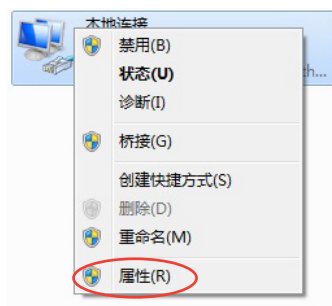 本地连接
禁用(B)
状态(U)
诊断(I)
桥接(G)
创建快捷方式(S)
删除(D)
重命名(M)
属性(R)